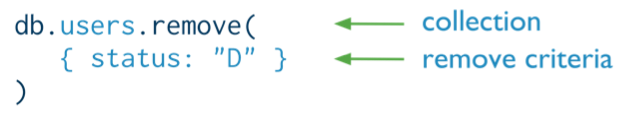 db.users.remove( collection
{ status: "D" } remove criteria
)